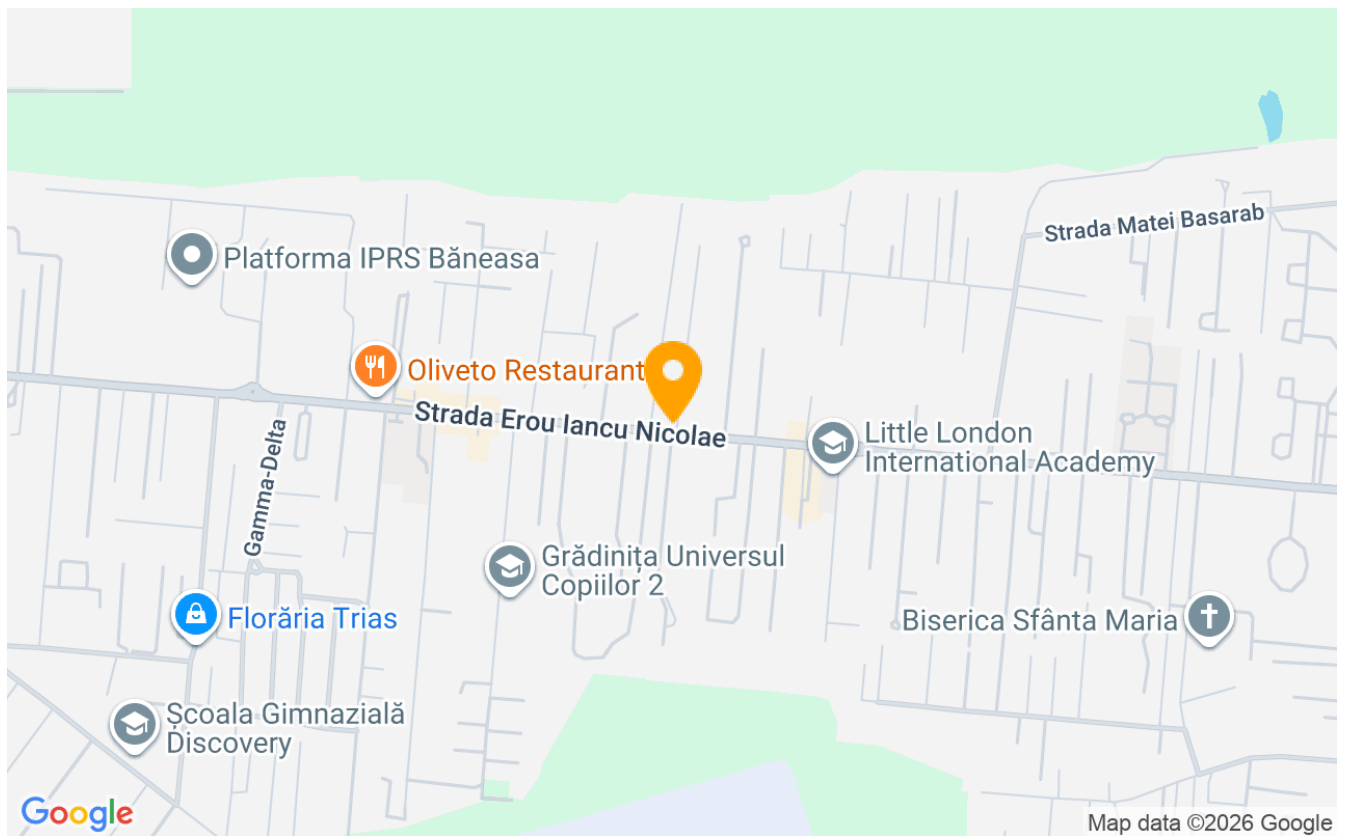 Strada Matei Basarab
Platforma IPRS Băneasa
Oliveto Restaurant
Strada Erou Iancu Nicolae
Little London
International Academy
Gamma-Delta
Grădinița Universul
Copiilor 2
Florăria Trias
Biserica Sfânta Maria
Școala Gimnazială
Discovery
Google
Map data ©2026 Google